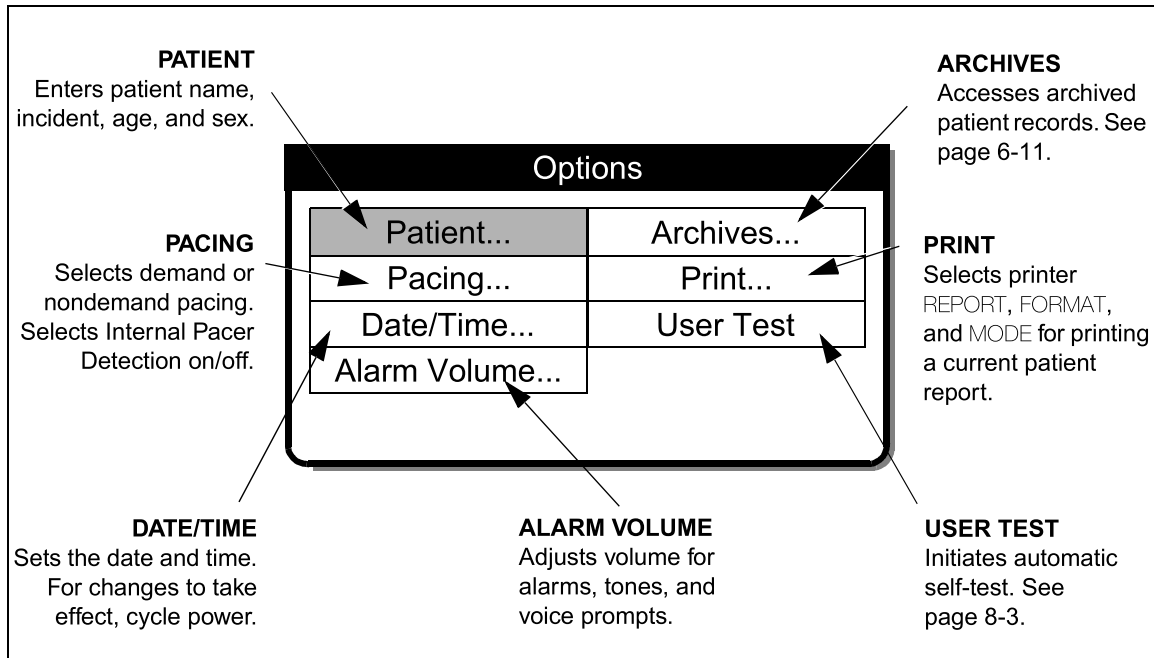 PATIENT
Enters patient name,
incident, age, and sex.
ARCHIVES
Accesses archived
patient records. See
page 6-11.
Options
Patient...
Archives...
Pacing...
Print...
Date/Time...
User Test
Alarm Volume...
PACING
Selects demand or
nondemand pacing.
Selects Internal Pacer
Detection on/off.
PRINT
Selects printer
REPORT, FORMAT,
and MODE for printing
a current patient
report.
DATE/TIME
Sets the date and time.
For changes to take
effect, cycle power.
ALARM VOLUME
Adjusts volume for
alarms, tones, and
voice prompts.
USER TEST
Initiates automatic
self-test. See
page 8-3.